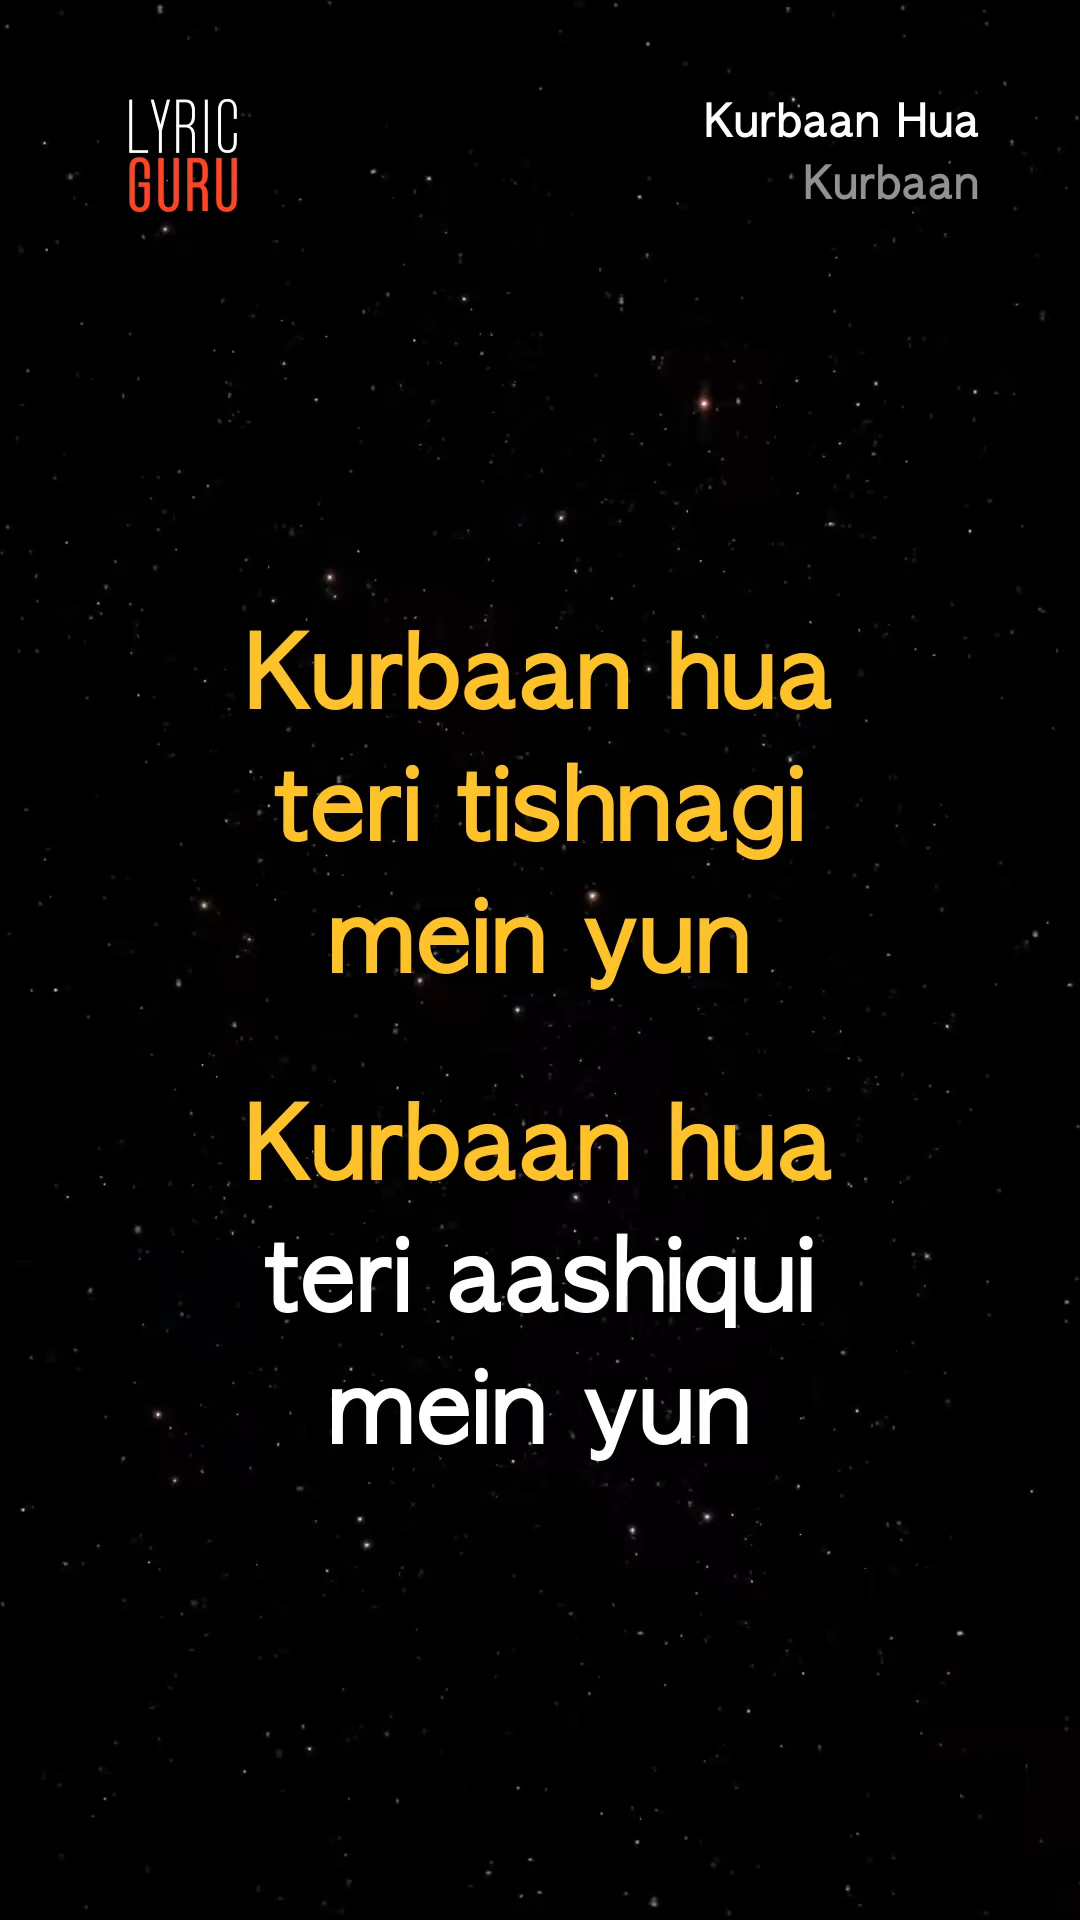 LYRIC
GURU
Kurbaan Hua
Kurbaan
Kurbaan hua
teri tishnagi
mein yun
Kurbaan hua
teri aashiqui
mein yun